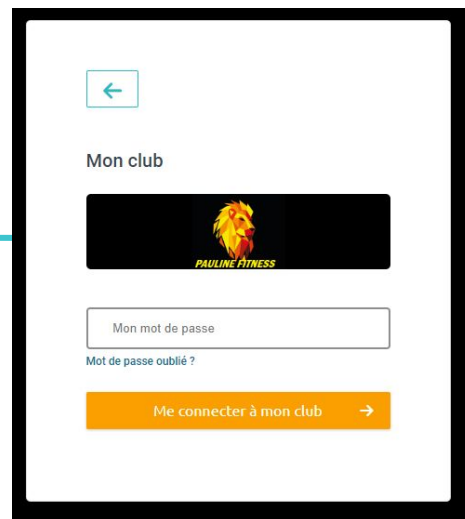 Mon club
PAULINE FITNESS
Mon mot de passe
Mot de passe oublié ?
Me connecter à mon club